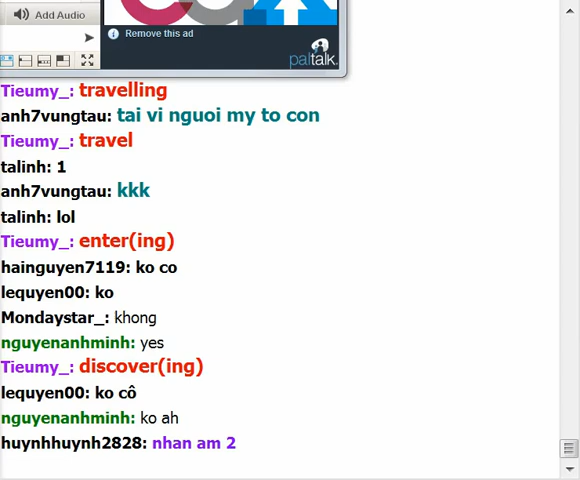 Add Audio
Remove this ad
paltalk
Tieumy_: travelling
anh7vungtau: tai vi nguoi my to con
Tieumy_: travel
talinh: 1
anh7vungtau: kkk
talinh: lol
Tieumy_: enter(ing)
hainguyen7119: ko co
lequyen00: ko
Mondaystar_: khong
nguyenanhminh: yes
Tieumy_: discover(ing)
lequyen00: ko cô
nguyenanhminh: ko ah
huynhhuynh2828: nhan am 2